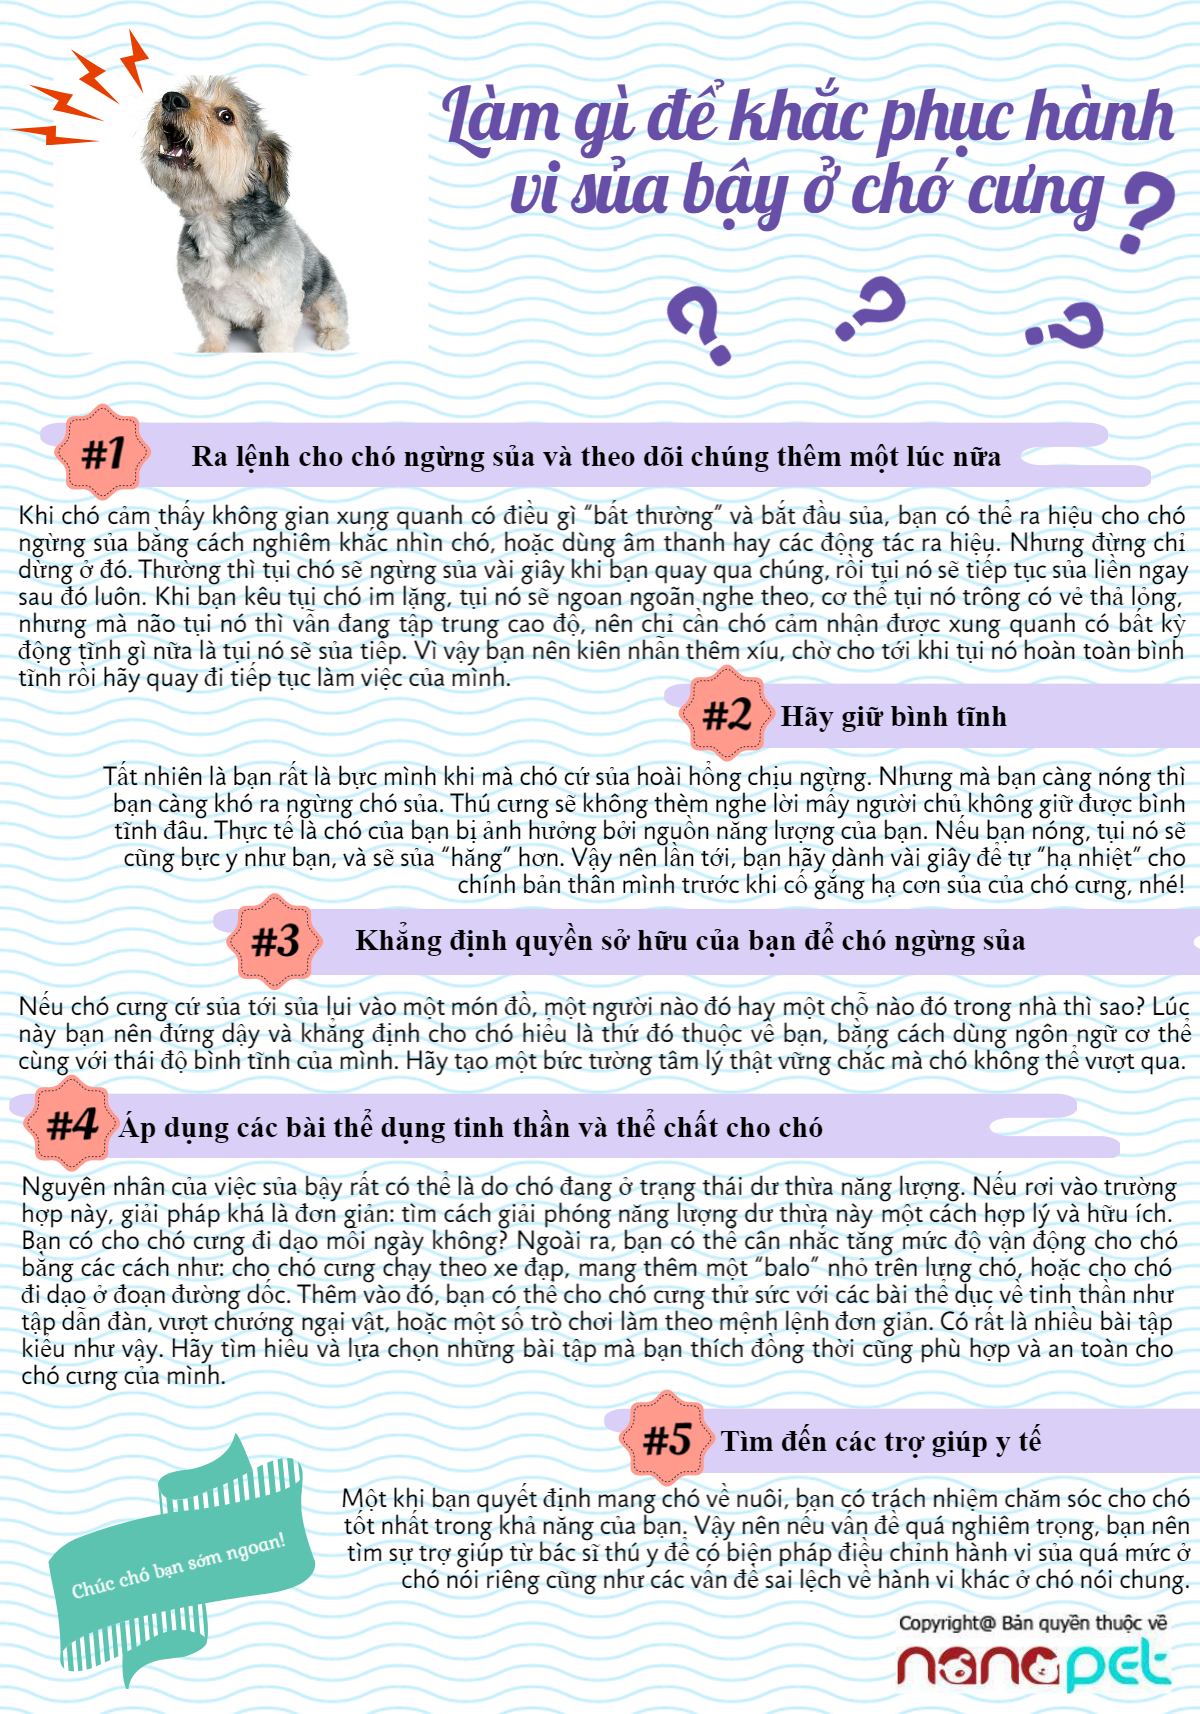 Làm gì để khắc phục hành
vi sủa bậy ở chó cưng ?
? ? ?
#1
Ra lệnh cho chó ngừng sủa và theo dõi chúng thêm một lúc nữa
Khi chó cảm thấy không gian xung quanh có điều gì “bất thường” và bắt đầu sủa, bạn có thể ra hiệu cho chó
ngừng sủa bằng cách nghiêm khắc nhìn chó, hoặc dùng âm thanh hay các động tác ra hiệu. Nhưng đừng chỉ
dừng ở đó. Thường thì tụi chó sẽ ngừng sủa vài giây khi bạn quay qua chúng, rồi tụi nó sẽ tiếp tục sủa liền ngay
sau đó luôn. Khi bạn kêu tụi chó im lặng, tụi nó sẽ ngoan ngoãn nghe theo, cơ thể tụi nó trông có vẻ thả lỏng,
nhưng mà não tụi nó thì vẫn đang tập trung cao độ, nên chỉ cần chó cảm nhận được xung quanh có bất kỳ
động tĩnh gì nữa là tụi nó sẽ sủa tiếp. Vì vậy bạn nên kiên nhẫn thêm xíu, chờ cho tới khi tụi nó hoàn toàn bình
tĩnh rồi hãy quay đi tiếp tục làm việc của mình.
#2
Hãy giữ bình tĩnh
Tất nhiên là bạn rất là bực mình khi mà chó cứ sủa hoài hổng chịu ngừng. Nhưng mà bạn càng nóng thì
bạn càng khó ra ngừng chó sủa. Thú cưng sẽ không thèm nghe lời mấy người chủ không giữ được bình
tĩnh đâu. Thực tế là chó của bạn bị ảnh hưởng bởi nguồn năng lượng của bạn. Nếu bạn nóng, tụi nó sẽ
cũng bực y như bạn, và sẽ sủa “hăng” hơn. Vậy nên lần tới, bạn hãy dành vài giây để tự “hạ nhiệt” cho
chính bản thân mình trước khi cố gắng hạ cơn sủa của chó cưng, nhé!
#3
Khẳng định quyền sở hữu của bạn để chó ngừng sủa
Nếu chó cưng cứ sủa tới sủa lui vào một món đồ, một người nào đó hay một chỗ nào đó trong nhà thì sao? Lúc
này bạn nên đứng dậy và khẳng định cho chó hiểu là thứ đó thuộc về bạn, bằng cách dùng ngôn ngữ cơ thể
cùng với thái độ bình tĩnh của mình. Hãy tạo một bức tường tâm lý thật vững chắc mà chó không thể vượt qua.
#4
Áp dụng các bài thể dụng tinh thần và thể chất cho chó
Nguyên nhân của việc sủa bậy rất có thể là do chó đang ở trạng thái dư thừa năng lượng. Nếu rơi vào trường
hợp này, giải pháp khá là đơn giản: tìm cách giải phóng năng lượng dư thừa này một cách hợp lý và hữu ích.
Bạn có cho chó cưng đi dạo mỗi ngày không? Ngoài ra, bạn có thể cân nhắc tăng mức độ vận động cho chó
bằng các cách như: cho chó cưng chạy theo xe đạp, mang thêm một “balo” nhỏ trên lưng chó, hoặc cho chó
đi dạo ở đoạn đường dốc. Thêm vào đó, bạn có thể cho chó cưng thử sức với các bài thể dục về tinh thần như
tập dẫn đàn, vượt chướng ngại vật, hoặc một số trò chơi làm theo mệnh lệnh đơn giản. Có rất là nhiều bài tập
kiểu như vậy. Hãy tìm hiểu và lựa chọn những bài tập mà bạn thích đồng thời cũng phù hợp và an toàn cho
chó cưng của mình.
#5
Tìm đến các trợ giúp y tế
Một khi bạn quyết định mang chó về nuôi, bạn có trách nhiệm chăm sóc cho chó
tốt nhất trong khả năng của bạn. Vậy nên nếu vấn đề quá nghiêm trọng, bạn nên
tìm sự trợ giúp từ bác sĩ thú y để có biện pháp điều chỉnh hành vi sủa quá mức ở
chó nói riêng cũng như các vấn đề sai lệch về hành vi khác ở chó nói chung.
Chúc chó bạn sớm ngoan!
Copyright@ Bản quyền thuộc về
nanopet